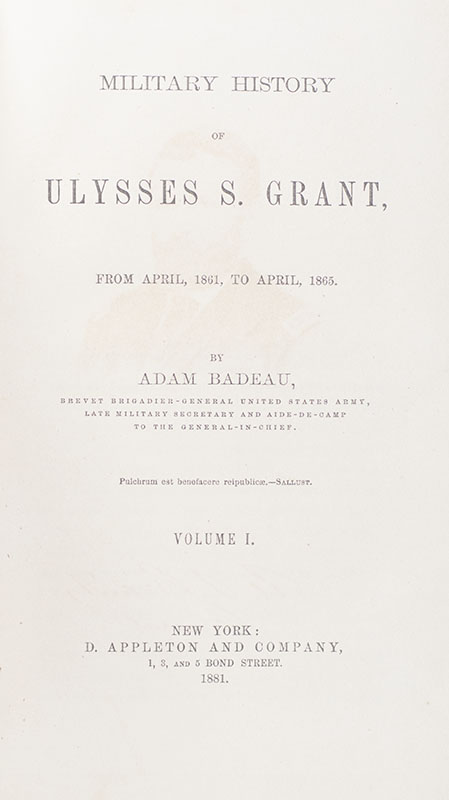 MILITARY HISTORY
OF
ULYSSES S. GRANT,
FROM APRIL, 1861, TO APRIL, 1865.
BY
ADAM BADEAU,
BREVET BRIGADIER-GENERAL UNITED STATES ARMY,
LATE MILITARY SECRETARY AND AIDE-DE-CAMP
TO THE GENERAL-IN-CHIEF.
Pulchrum est benefacere reipublicæ.—SALLUST.
VOLUME I.
NEW YORK:
D. APPLETON AND COMPANY,
1, 3, AND 5 BOND STREET.
1881.